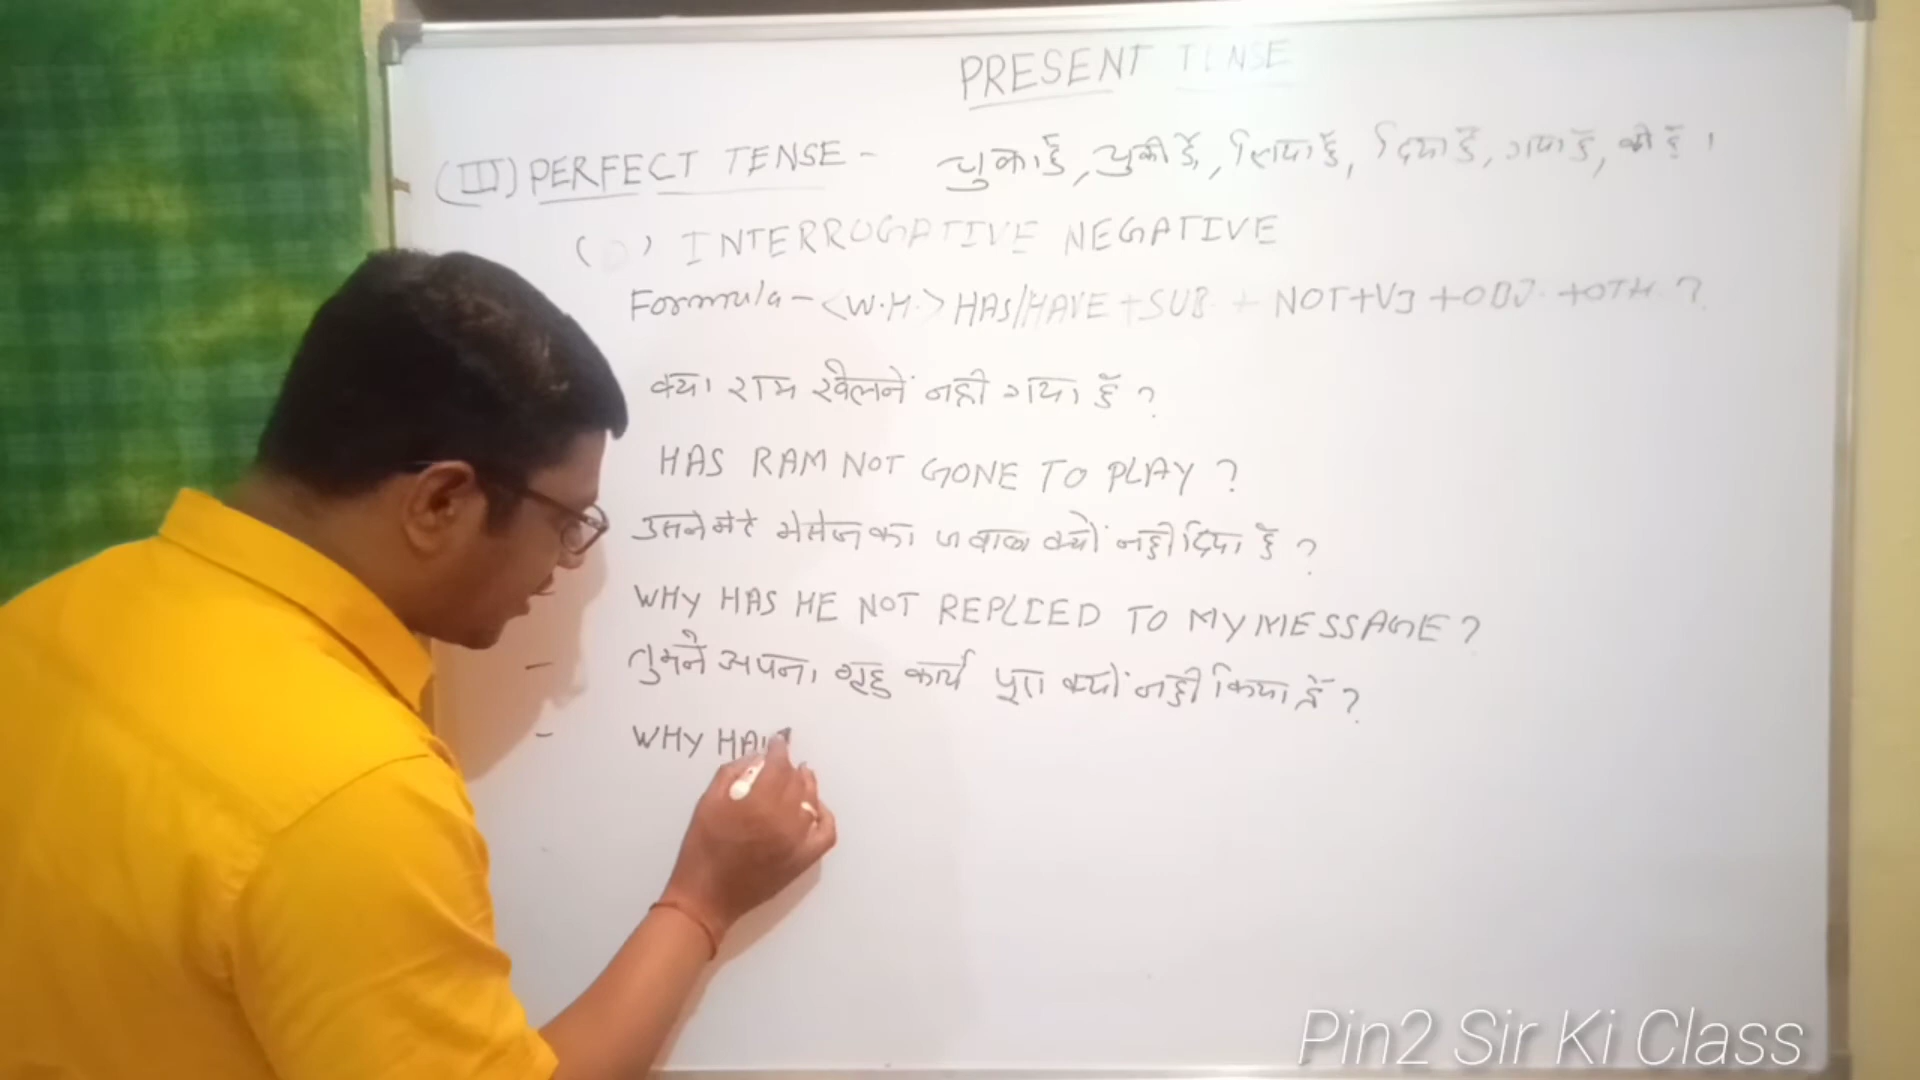 PRESENT TENSE
(III) PERFECT TENSE - चुका हैं, चुकी हैं, लिया हैं, दिया हैं, गया हैं, की हैं ।
(D) INTERROGATIVE NEGATIVE
Formula - <W.H.> HAS/HAVE + SUB. + NOT + V3 + OBJ. + OTH. ?
क्या राम खेलने नही गया हैं ?
HAS RAM NOT GONE TO PLAY ?
उसने मेरे मेसेज का जवाब क्यों नही दिया हैं ?
WHY HAS HE NOT REPLIED TO MY MESSAGE ?
- तुमने अपना गृह कार्य पूरा क्यों नही किया हैं ?
- WHY HAV
Pin2 Sir Ki Class